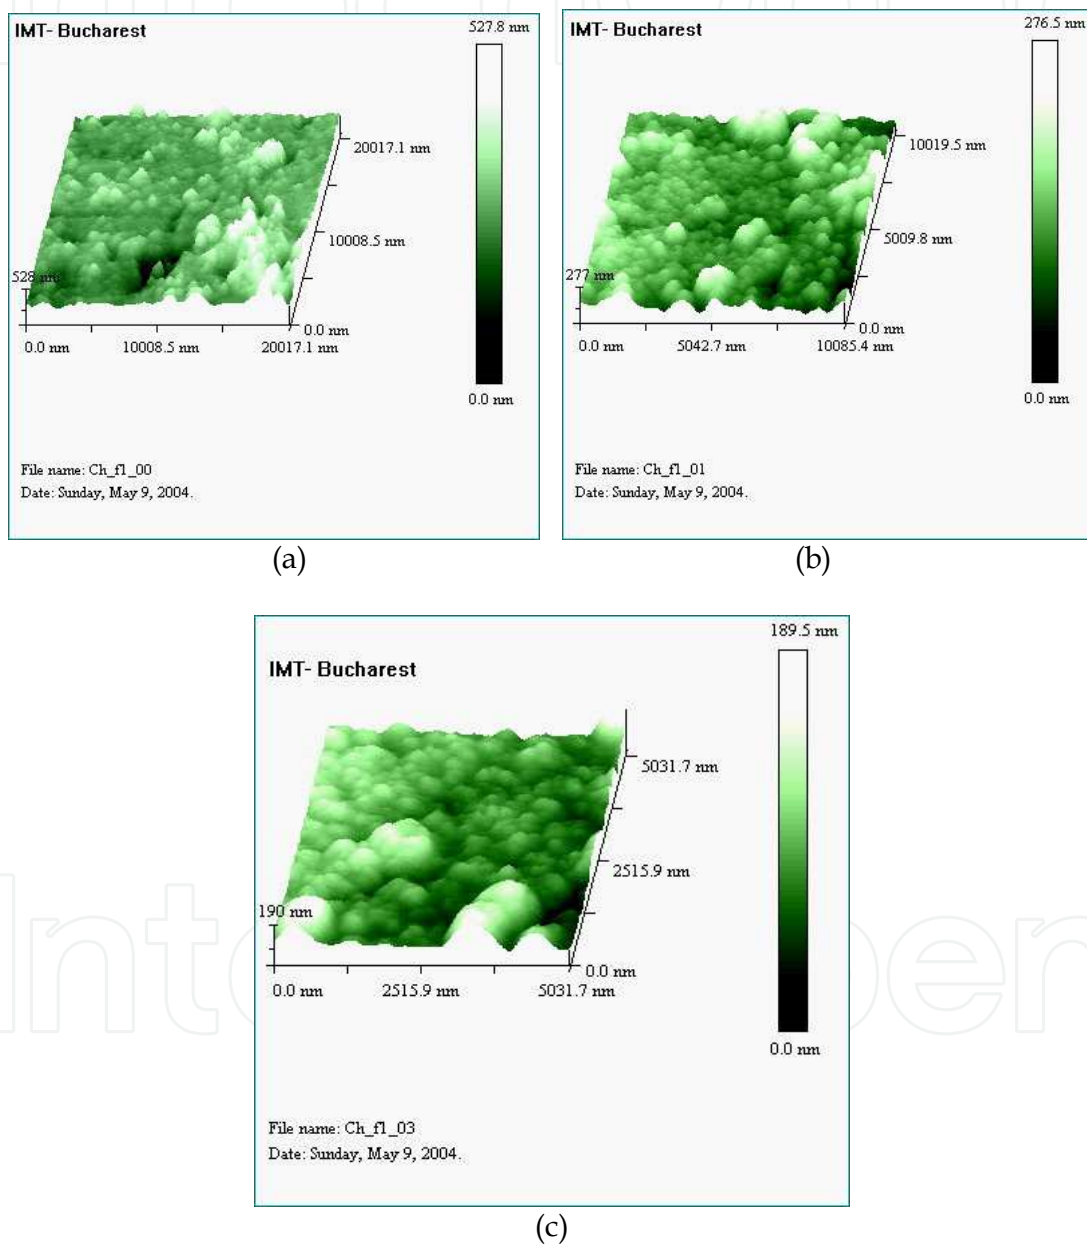 IMT- Bucharest
527.8 nm
20017.1 nm
10008.5 nm
528 nm
0.0 nm
0.0 nm
10008.5 nm
20017.1 nm
0.0 nm
File name: Ch_f1_00
Date: Sunday, May 9, 2004.
(a)
IMT- Bucharest
276.5 nm
10019.5 nm
5009.8 nm
277 nm
0.0 nm
0.0 nm
5042.7 nm
10085.4 nm
0.0 nm
File name: Ch_f1_01
Date: Sunday, May 9, 2004.
(b)
IMT- Bucharest
189.5 nm
5031.7 nm
2515.9 nm
190 nm
0.0 nm
0.0 nm
2515.9 nm
5031.7 nm
0.0 nm
File name: Ch_f1_03
Date: Sunday, May 9, 2004.
(c)